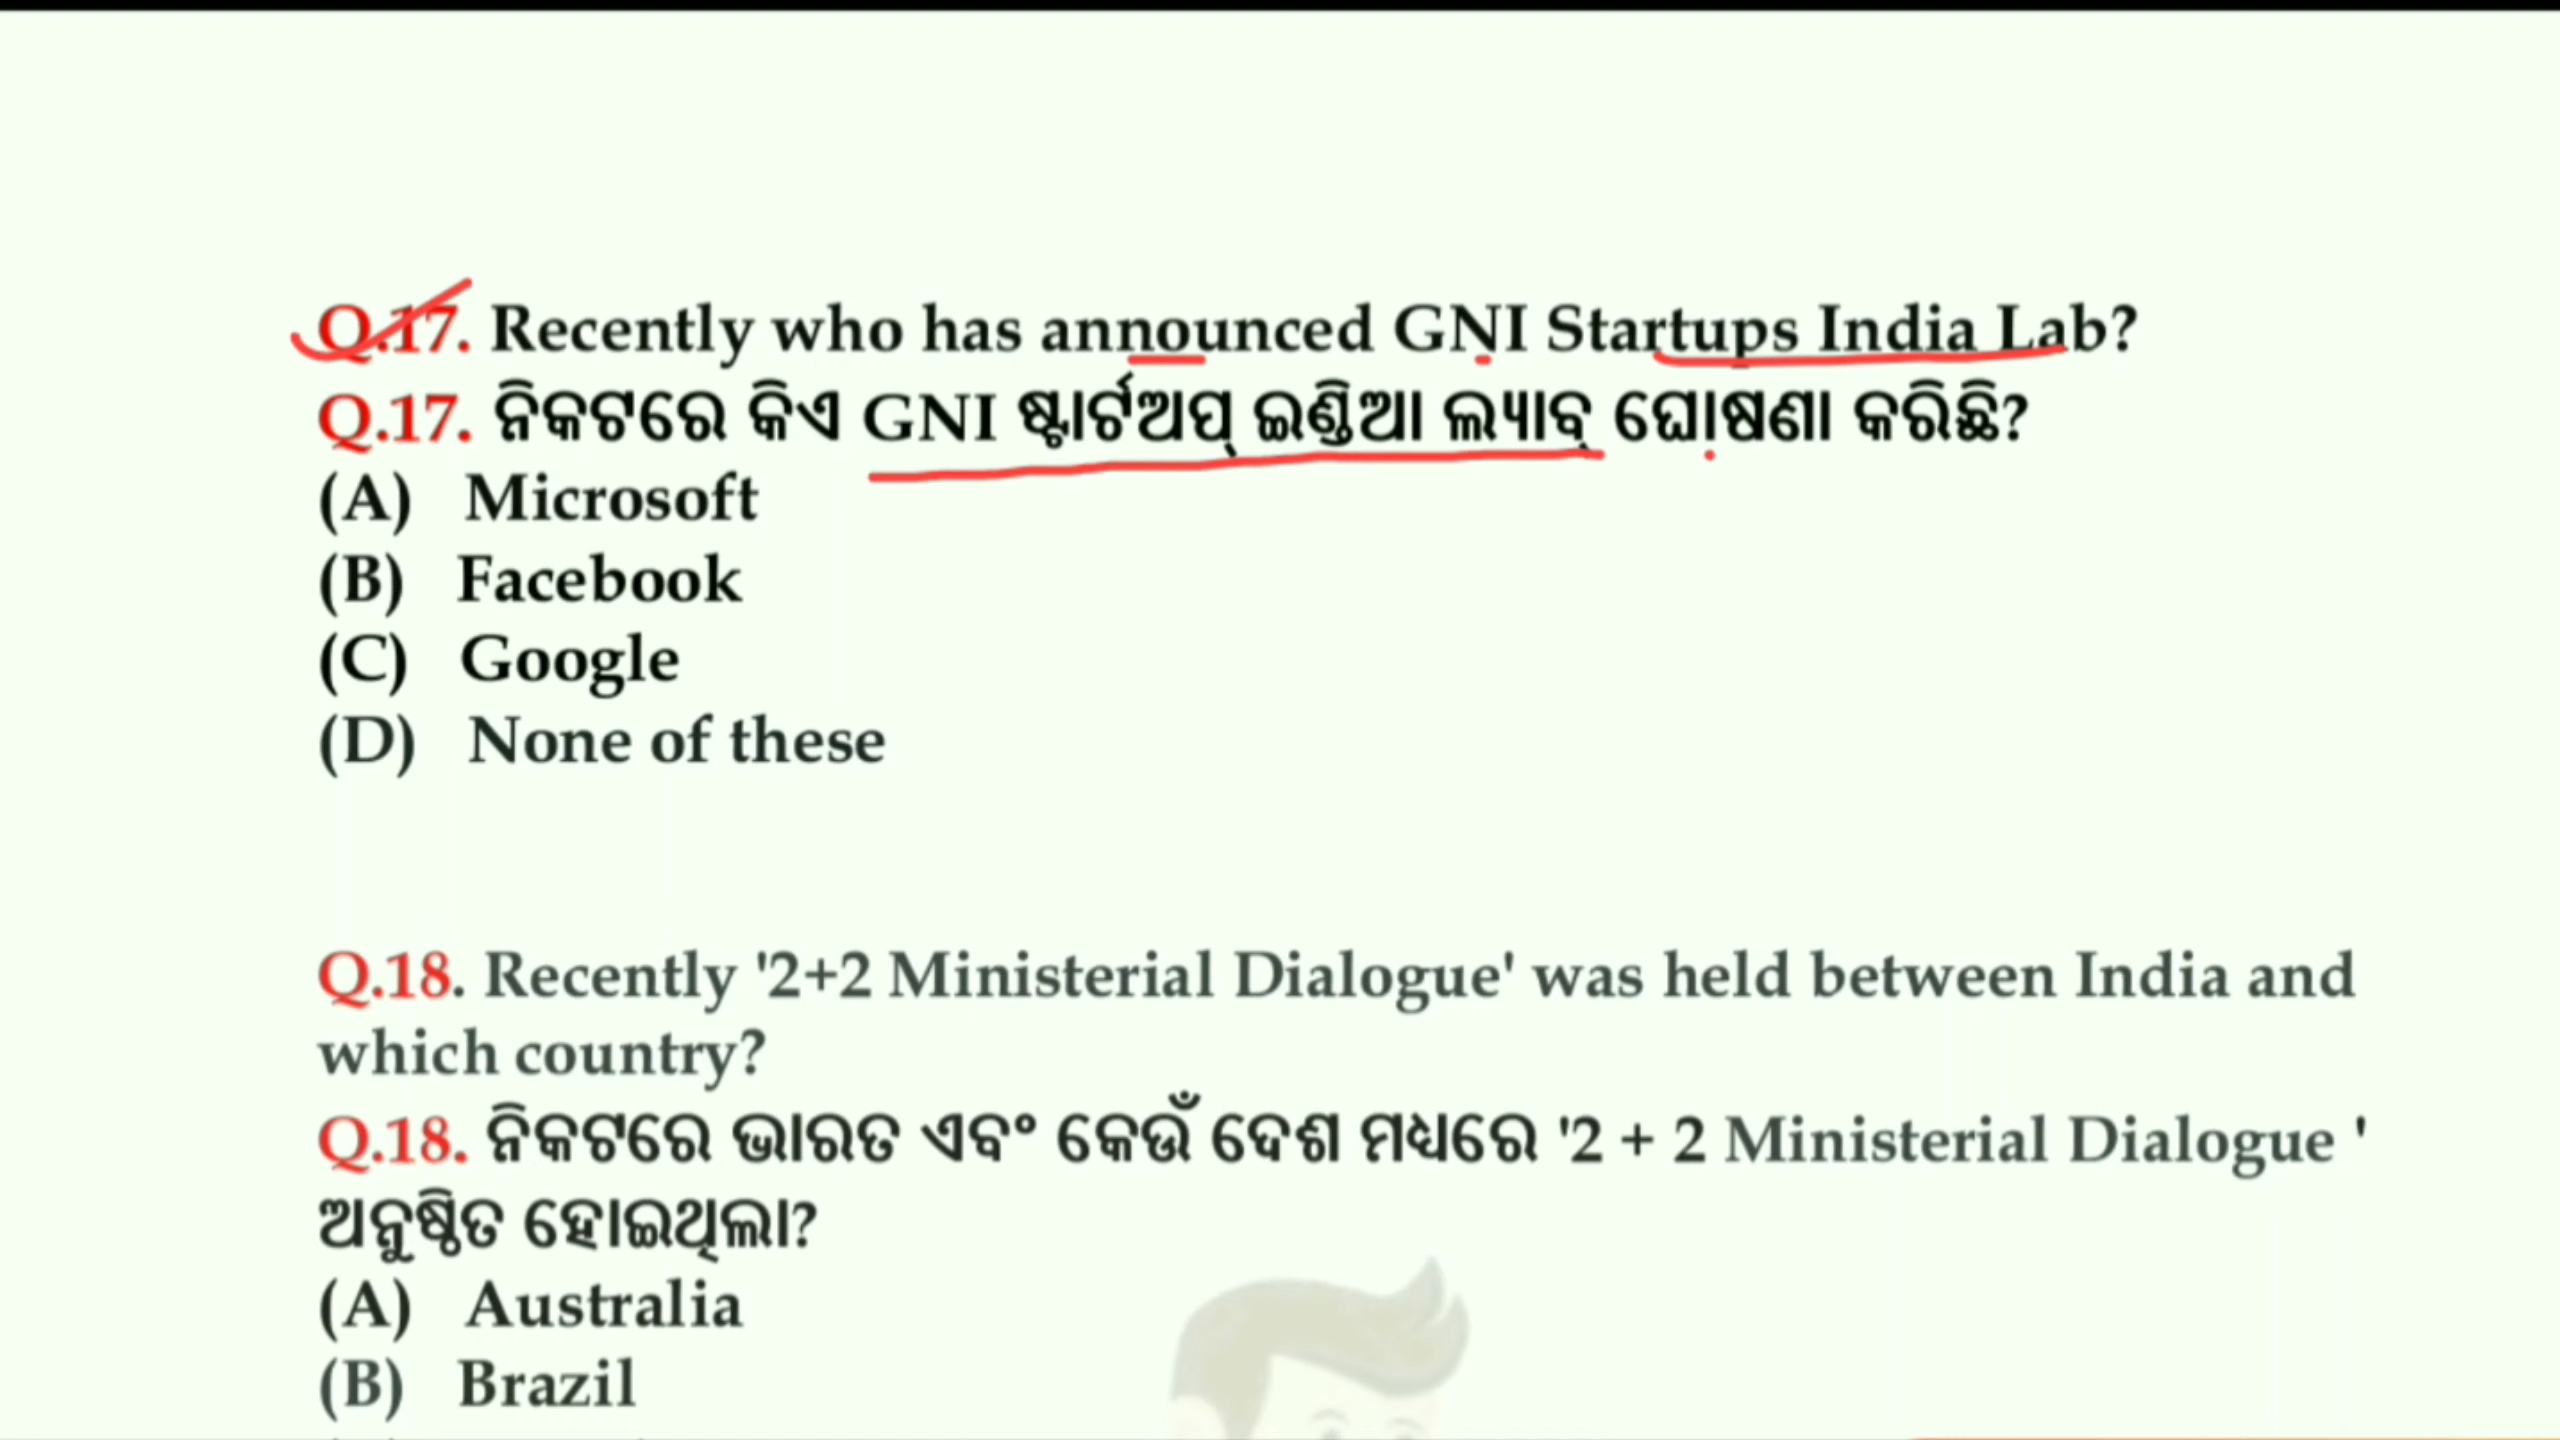 Q.17. Recently who has announced GNI Startups India Lab?
Q.17. ନିକଟରେ କିଏ GNI ଷ୍ଟାର୍ଟଅପ୍ ଇଣ୍ଡିଆ ଲ୍ୟାବ୍ ଘୋଷଣା କରିଛି?
(A) Microsoft
(B) Facebook
(C) Google
(D) None of these
Q.18. Recently '2+2 Ministerial Dialogue' was held between India and
which country?
Q.18. ନିକଟରେ ଭାରତ ଏବଂ କେଉଁ ଦେଶ ମଧ୍ୟରେ '2 + 2 Ministerial Dialogue '
ଅନୁଷ୍ଠିତ ହୋଇଥିଲା?
(A) Australia
(B) Brazil